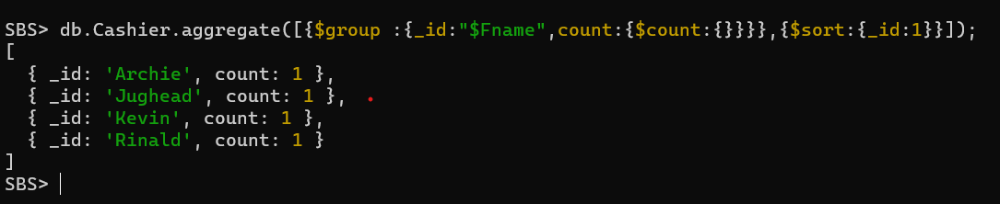 SBS> db.Cashier.aggregate([{$group :{_id:"$Fname",count:{$count:{}}}},{$sort:{_id:1}}]);
[
  { _id: 'Archie', count: 1 },
  { _id: 'Jughead', count: 1 },
  { _id: 'Kevin', count: 1 },
  { _id: 'Rinald', count: 1 }
]
SBS>